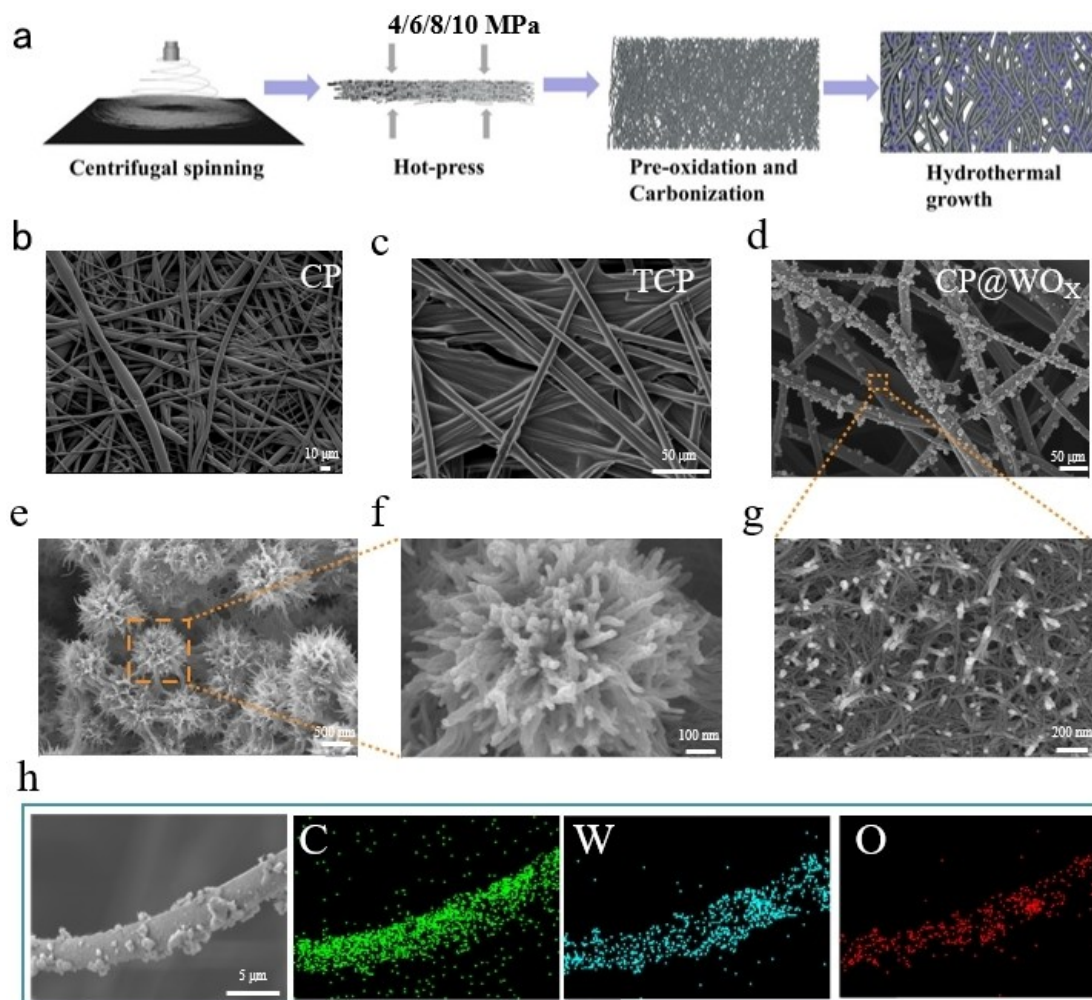 a
4/6/8/10 MPa
Centrifugal spinning
Hot-press
Pre-oxidation and
Carbonization
Hydrothermal
growth
b
CP
10 μm
c
TCP
50 μm
d
CP@WOX
50 μm
e
500 nm
f
100 nm
g
200 nm
h
5 μm
C
W
O